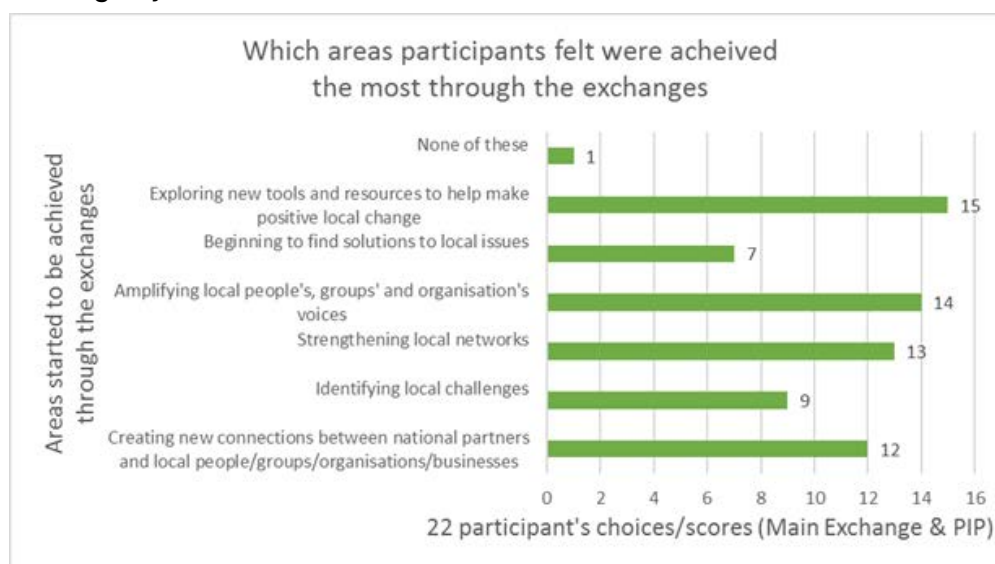 Which areas participants felt were acheived
the most through the exchanges
Areas started to be achieved
through the exchanges
None of these
1
Exploring new tools and resources to help make
positive local change
15
Beginning to find solutions to local issues
7
Amplifying local people's, groups' and organisation's
voices
14
Strengthening local networks
13
Identifying local challenges
9
Creating new connections between national partners
and local people/groups/organisations/businesses
12
0 2 4 6 8 10 12 14 16
22 participant's choices/scores (Main Exchange & PIP)